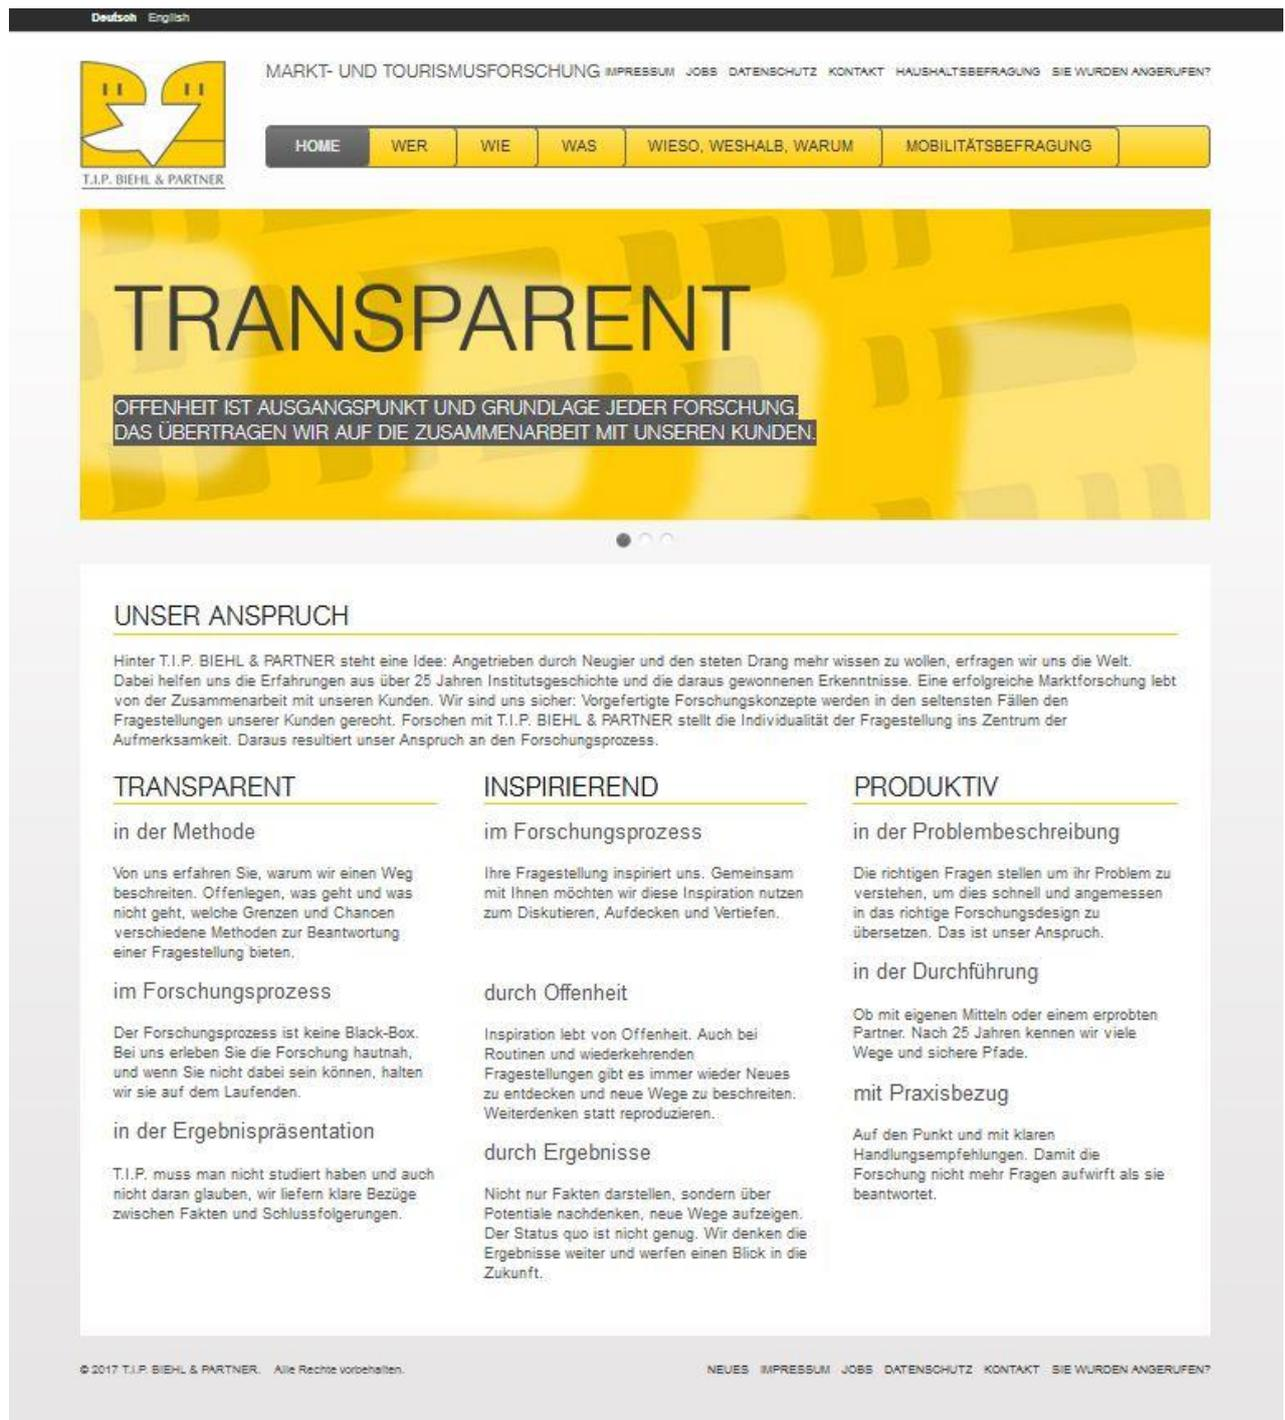 Deutsch English
T.I.P. BIEHL & PARTNER
MARKT- UND TOURISMUSFORSCHUNG IMPRESSUM JOBS DATENSCHUTZ KONTAKT HAUSHALTSBEFRAGUNG SIE WURDEN ANGERUFEN?
HOME WER WIE WAS WIESO, WESHALB, WARUM MOBILITÄTSBEFRAGUNG
TRANSPARENT
OFFENHEIT IST AUSGANGSPUNKT UND GRUNDLAGE JEDER FORSCHUNG.
DAS ÜBERTRAGEN WIR AUF DIE ZUSAMMENARBEIT MIT UNSEREN KUNDEN.
UNSER ANSPRUCH
Hinter T.I.P. BIEHL & PARTNER steht eine Idee: Angetrieben durch Neugier und den steten Drang mehr wissen zu wollen, erfragen wir uns die Welt.
Dabei helfen uns die Erfahrungen aus über 25 Jahren Institutsgeschichte und die daraus gewonnenen Erkenntnisse. Eine erfolgreiche Marktforschung lebt
von der Zusammenarbeit mit unseren Kunden. Wir sind uns sicher: Vorgefertigte Forschungskonzepte werden in den seltensten Fällen den
Fragestellungen unserer Kunden gerecht. Forschen mit T.I.P. BIEHL & PARTNER stellt die Individualität der Fragestellung ins Zentrum der
Aufmerksamkeit. Daraus resultiert unser Anspruch an den Forschungsprozess.
TRANSPARENT
in der Methode
Von uns erfahren Sie, warum wir einen Weg
beschreiten. Offenlegen, was geht und was
nicht geht, welche Grenzen und Chancen
verschiedene Methoden zur Beantwortung
einer Fragestellung bieten.
im Forschungsprozess
Der Forschungsprozess ist keine Black-Box.
Bei uns erleben Sie die Forschung hautnah,
und wenn Sie nicht dabei sein können, halten
wir sie auf dem Laufenden.
in der Ergebnispräsentation
T.I.P. muss man nicht studiert haben und auch
nicht daran glauben, wir liefern klare Bezüge
zwischen Fakten und Schlussfolgerungen.
INSPIRIEREND
im Forschungsprozess
Ihre Fragestellung inspiriert uns. Gemeinsam
mit Ihnen möchten wir diese Inspiration nutzen
zum Diskutieren, Aufdecken und Vertiefen.
durch Offenheit
Inspiration lebt von Offenheit. Auch bei
Routinen und wiederkehrenden
Fragestellungen gibt es immer wieder Neues
zu entdecken und neue Wege zu beschreiten.
Weiterdenken statt reproduzieren.
durch Ergebnisse
Nicht nur Fakten darstellen, sondern über
Potentiale nachdenken, neue Wege aufzeigen.
Der Status quo ist nicht genug. Wir denken die
Ergebnisse weiter und werfen einen Blick in die
Zukunft.
PRODUKTIV
in der Problembeschreibung
Die richtigen Fragen stellen um ihr Problem zu
verstehen, um dies schnell und angemessen
in das richtige Forschungsdesign zu
übersetzen. Das ist unser Anspruch.
in der Durchführung
Ob mit eigenen Mitteln oder einem erprobten
Partner. Nach 25 Jahren kennen wir viele
Wege und sichere Pfade.
mit Praxisbezug
Auf den Punkt und mit klaren
Handlungsempfehlungen. Damit die
Forschung nicht mehr Fragen aufwirft als sie
beantwortet.
© 2017 T.I.P. BIEHL & PARTNER. Alle Rechte vorbehalten.
NEUES IMPRESSUM JOBS DATENSCHUTZ KONTAKT SIE WURDEN ANGERUFEN?